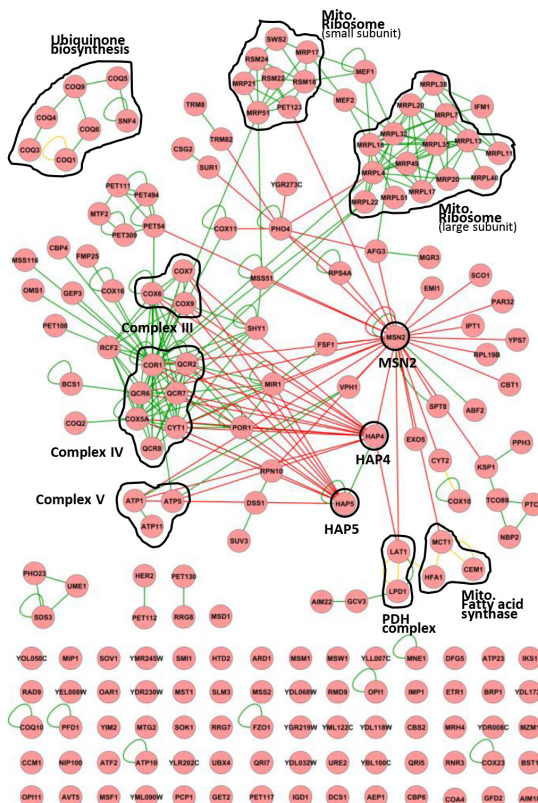 Ubiquinone
biosynthesis
COQ9
COQ5
COQ4
COQ6
SNF4
COQ3
COQ1
Mito.
Ribosome
(small subunit)
SWS2
MRP17
RSM24
RSM22
RSM18
MRP21
MRP51
PET123
MEF1
MEF2
MRPL38
MRPL20
MRPL7
IFM1
MRPL32
MRPL16
MRPL35
MRPL13
MRPL11
MRPL4
MRP49
MRP20
MRPL40
MRPL22
MRPL51
MRPL17
Mito.
Ribosome
(large subunit)
TRM8
TRM82
CSG2
SUR1
YGR273C
PET111
PET494
MTF2
PET309
PET54
COX11
PHO4
AFG3
MGR3
CBP4
FMP25
MSS116
OMS1
GEP3
COX16
COX7
COX6
COX9
Complex III
MSS51
RPS4A
EMI1
SCO1
PAR32
IPT1
YPS7
RPL19B
CBT1
MSN2
MSN2
PET100
RCF2
SHY1
FSF1
COR1
QCR2
QCR6
QCR7
COX5A
CYT1
QCR8
Complex IV
BCS1
COQ2
MIR1
VPH1
POR1
HAP4
HAP4
SPT8
ABF2
EXO5
CYT2
PPH3
KSP1
COX10
TCO89
PTC
NBP2
Complex V
ATP1
ATP5
ATP11
RPN10
DSS1
SUV3
HAP5
HAP5
LAT1
LPD1
MCT1
HFA1
CEM1
AIM22
GCV3
PDH
complex
Mito.
Fatty acid
synthase
PHO23
UME1
SDS3
HER2
PET130
PET112
RRG8
MSD1
YOL050C MIP1 SOV1 YMR245W SMI1 HTD2 ARD1 MSM1 MSW1 YLL007C MNE1 DFG5 ATP23 IKS1
RAD9 YEL008W OAR1 YDR230W MST1 SLM3 MSS2 YDL068W RMD9 OPI1 IMP1 ETR1 BRP1 YDL17
COQ10 PFD1 YIM2 MTG2 SOK1 RRG7 FZO1 YGR219W YML122C YDL118W CBS2 MRH4 YDR008C MZM1
CCM1 NIP100 ATF2 ATP10 YLR202C UBX4 QRI7 YDL032W URE2 YBL100C QRI5 RNR3 COX23 BST1
OPI11 AVT5 MSF1 YML090W PCP1 GET2 PET117 IGD1 DCS1 AEP1 CBP6 COA4 GFD2 AIM18